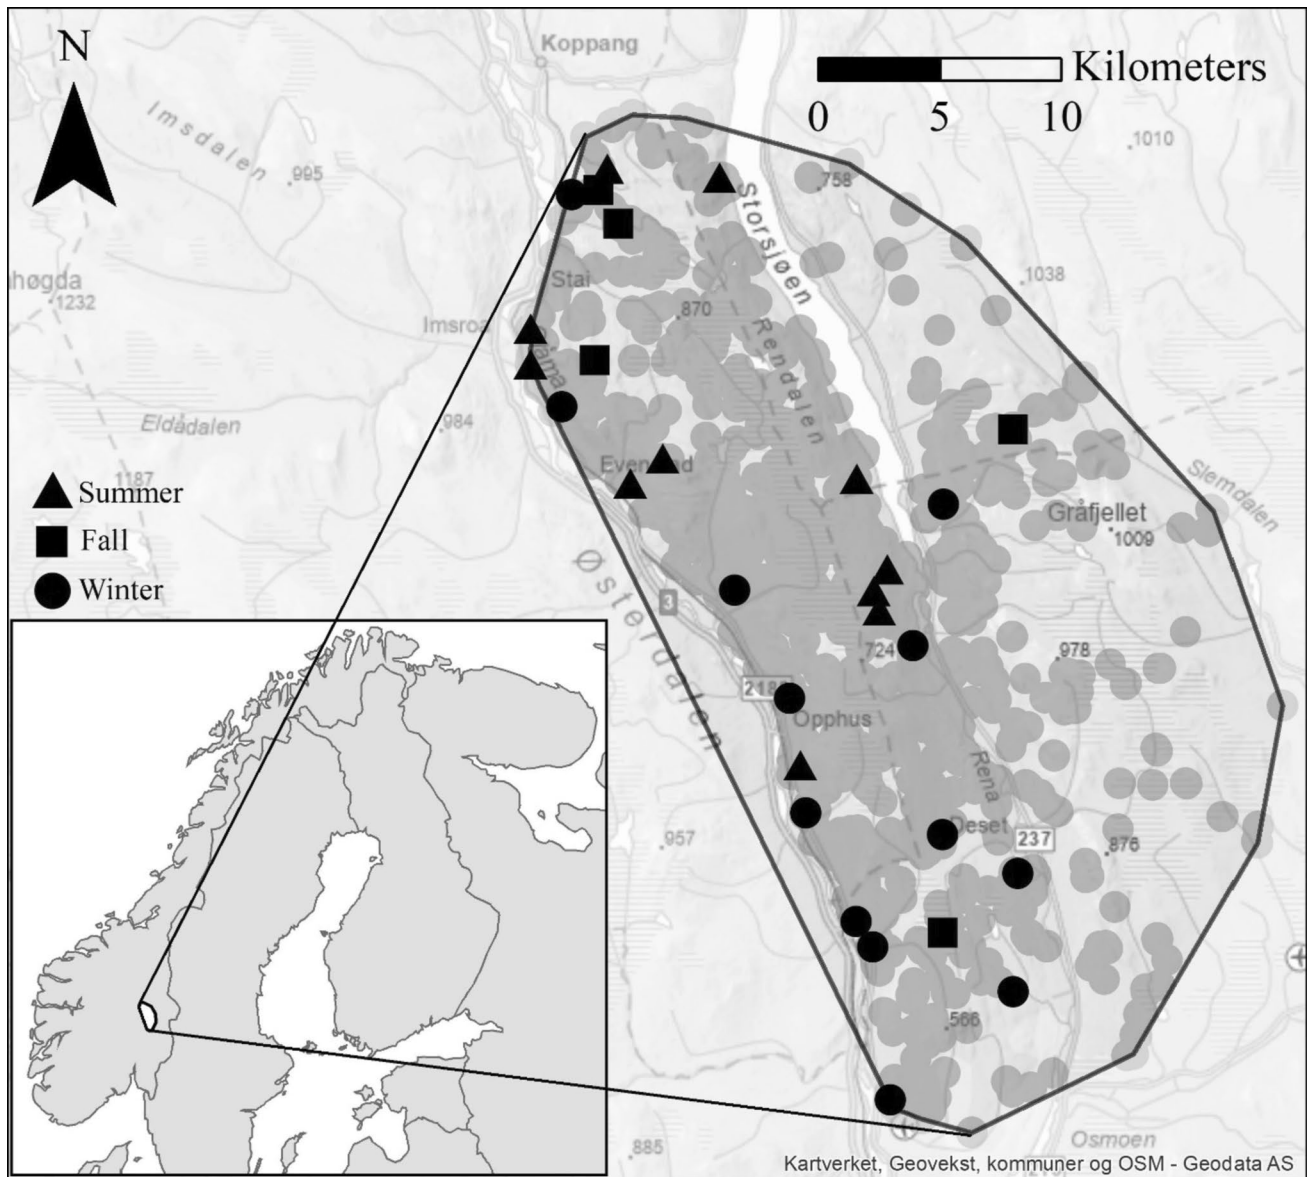 N
Koppang
Kilometers
0 5 10
Imsdalen
995
1010
758
Storsjøen
1038
Stai
nhøgda
1232
870
Imsroa
Rendalen
Eldådalen
984
1187
Slemdalen
Gråfjellet
1009
Summer
Fall
Winter
Østerdalen
3
724
978
Opphus
Rena
957
Deset
237
876
566
885
Osmoen
Kartverket, Geovekst, kommuner og OSM - Geodata AS